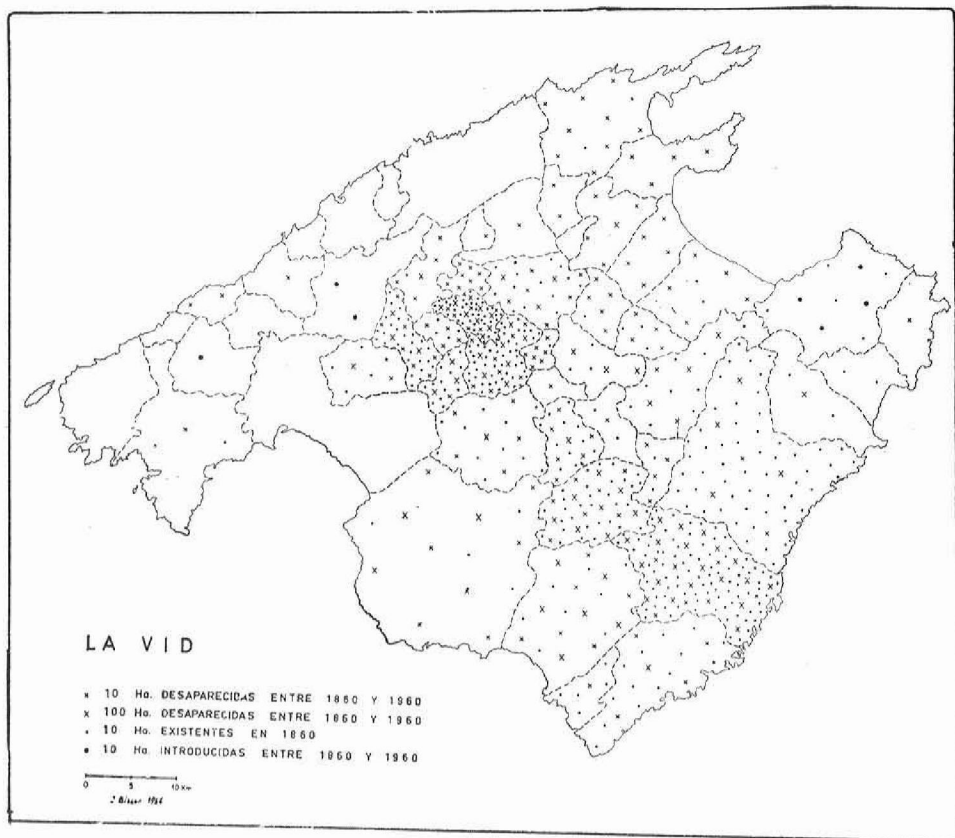 LA VID
x 10 Ha. DESAPARECIDAS ENTRE 1860 Y 1960
x 100 Ha. DESAPARECIDAS ENTRE 1860 Y 1960
. 10 Ha. EXISTENTES EN 1860
• 10 Ha. INTRODUCIDAS ENTRE 1860 Y 1960
0 5 10 Km